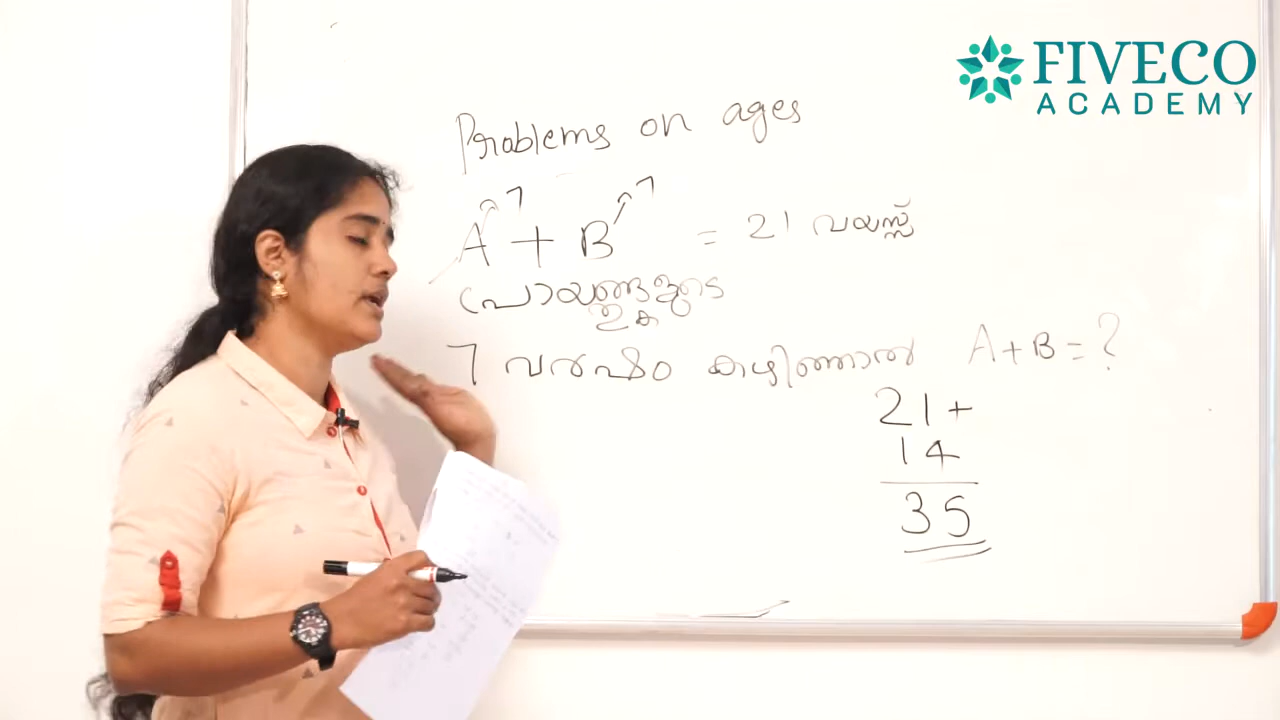 FIVECO
ACADEMY
Problems on ages
7 7
A + B = 21 വയസ്സ്
പ്രായങ്ങളുടെ
തുക
7 വർഷം കഴിഞ്ഞാൽ A+B=?
21+
14
35